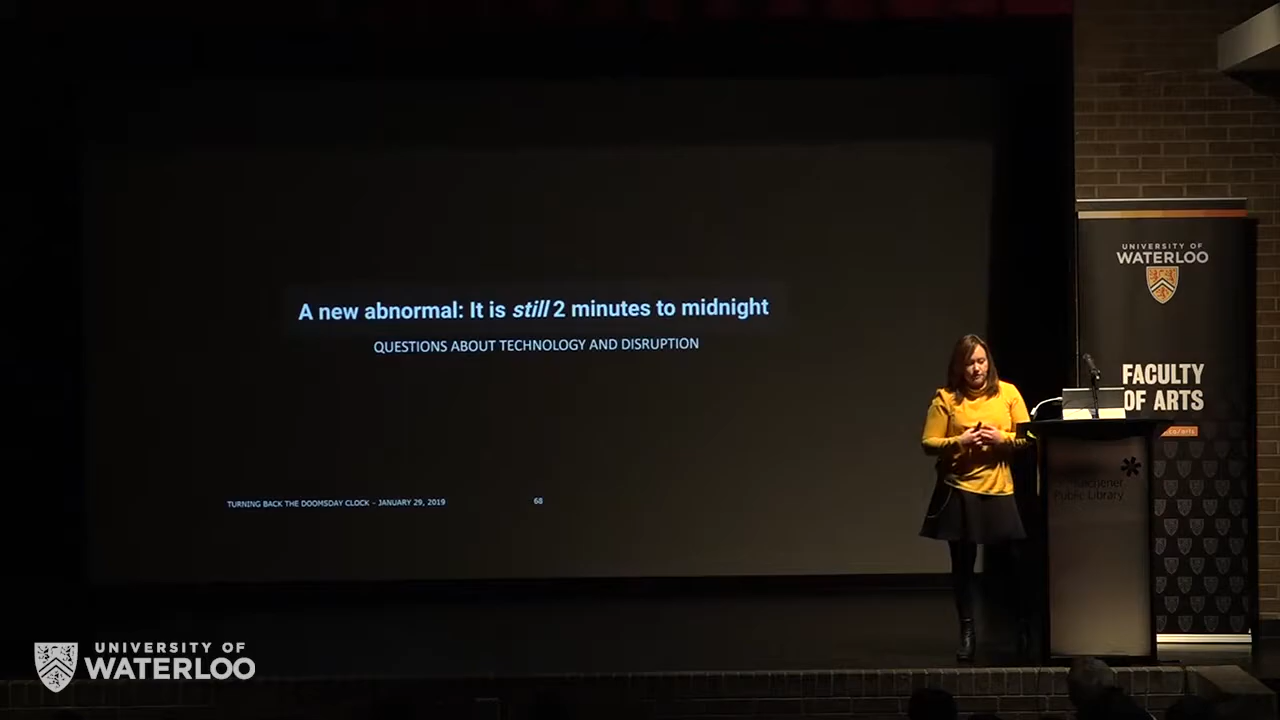 A new abnormal: It is still 2 minutes to midnight
QUESTIONS ABOUT TECHNOLOGY AND DISRUPTION
TURNING BACK THE DOOMSDAY CLOCK – JANUARY 29, 2019
68
UNIVERSITY OF
WATERLOO
FACULTY
OF ARTS
Public Library
UNIVERSITY OF
WATERLOO